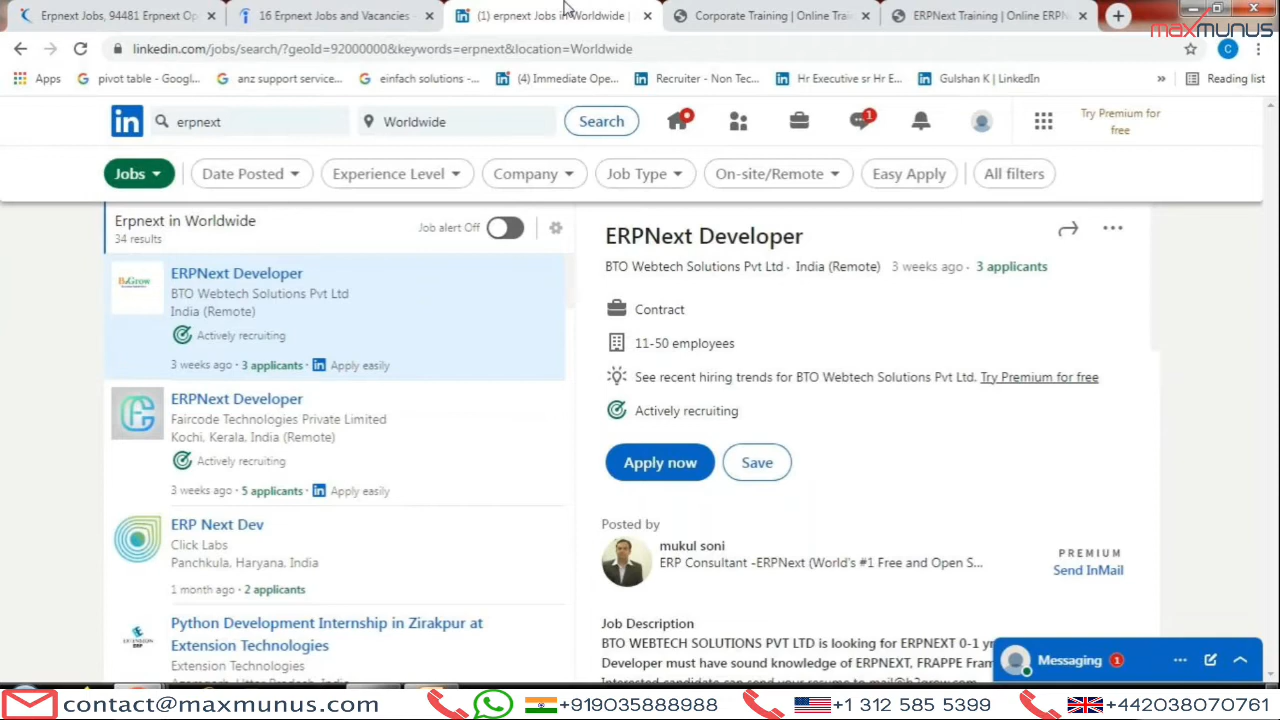 Erpnext Jobs, 94481 Erpnext Op
16 Erpnext Jobs and Vacancies -
(1) erpnext Jobs in Worldwide |
Corporate Training | Online Trai
ERPNext Training | Online ERPN
maxmunus
linkedin.com/jobs/search/?geoId=92000000&keywords=erpnext&location=Worldwide
C
Apps
pivot table - Googl...
anz support service...
einfach solutions -...
(4) Immediate Ope...
Recruiter - Non Tec...
Hr Executive sr Hr E...
Gulshan K | LinkedIn
»
Reading list
in
erpnext
Worldwide
Search
1
Try Premium for
free
Jobs
Date Posted
Experience Level
Company
Job Type
On-site/Remote
Easy Apply
All filters
Erpnext in Worldwide
34 results
Job alert Off
ERPNext Developer
BTO Webtech Solutions Pvt Ltd
India (Remote)
Actively recruiting
3 weeks ago · 3 applicants · Apply easily
ERPNext Developer
Faircode Technologies Private Limited
Kochi, Kerala, India (Remote)
Actively recruiting
3 weeks ago · 5 applicants · Apply easily
ERP Next Dev
Click Labs
Panchkula, Haryana, India
1 month ago · 2 applicants
Python Development Internship in Zirakpur at
Extension Technologies
Extension Technologies
ERPNext Developer
BTO Webtech Solutions Pvt Ltd · India (Remote) 3 weeks ago · 3 applicants
Contract
11-50 employees
See recent hiring trends for BTO Webtech Solutions Pvt Ltd. Try Premium for free
Actively recruiting
Apply now
Save
Posted by
mukul soni
ERP Consultant -ERPNext (World's #1 Free and Open S...
PREMIUM
Send InMail
Job Description
BTO WEBTECH SOLUTIONS PVT LTD is looking for ERPNEXT 0-1 y
Developer must have sound knowledge of ERPNEXT, FRAPPE Fram
Messaging 1
contact@maxmunus.com
+919035888988
+1 312 585 5399
+442038070761